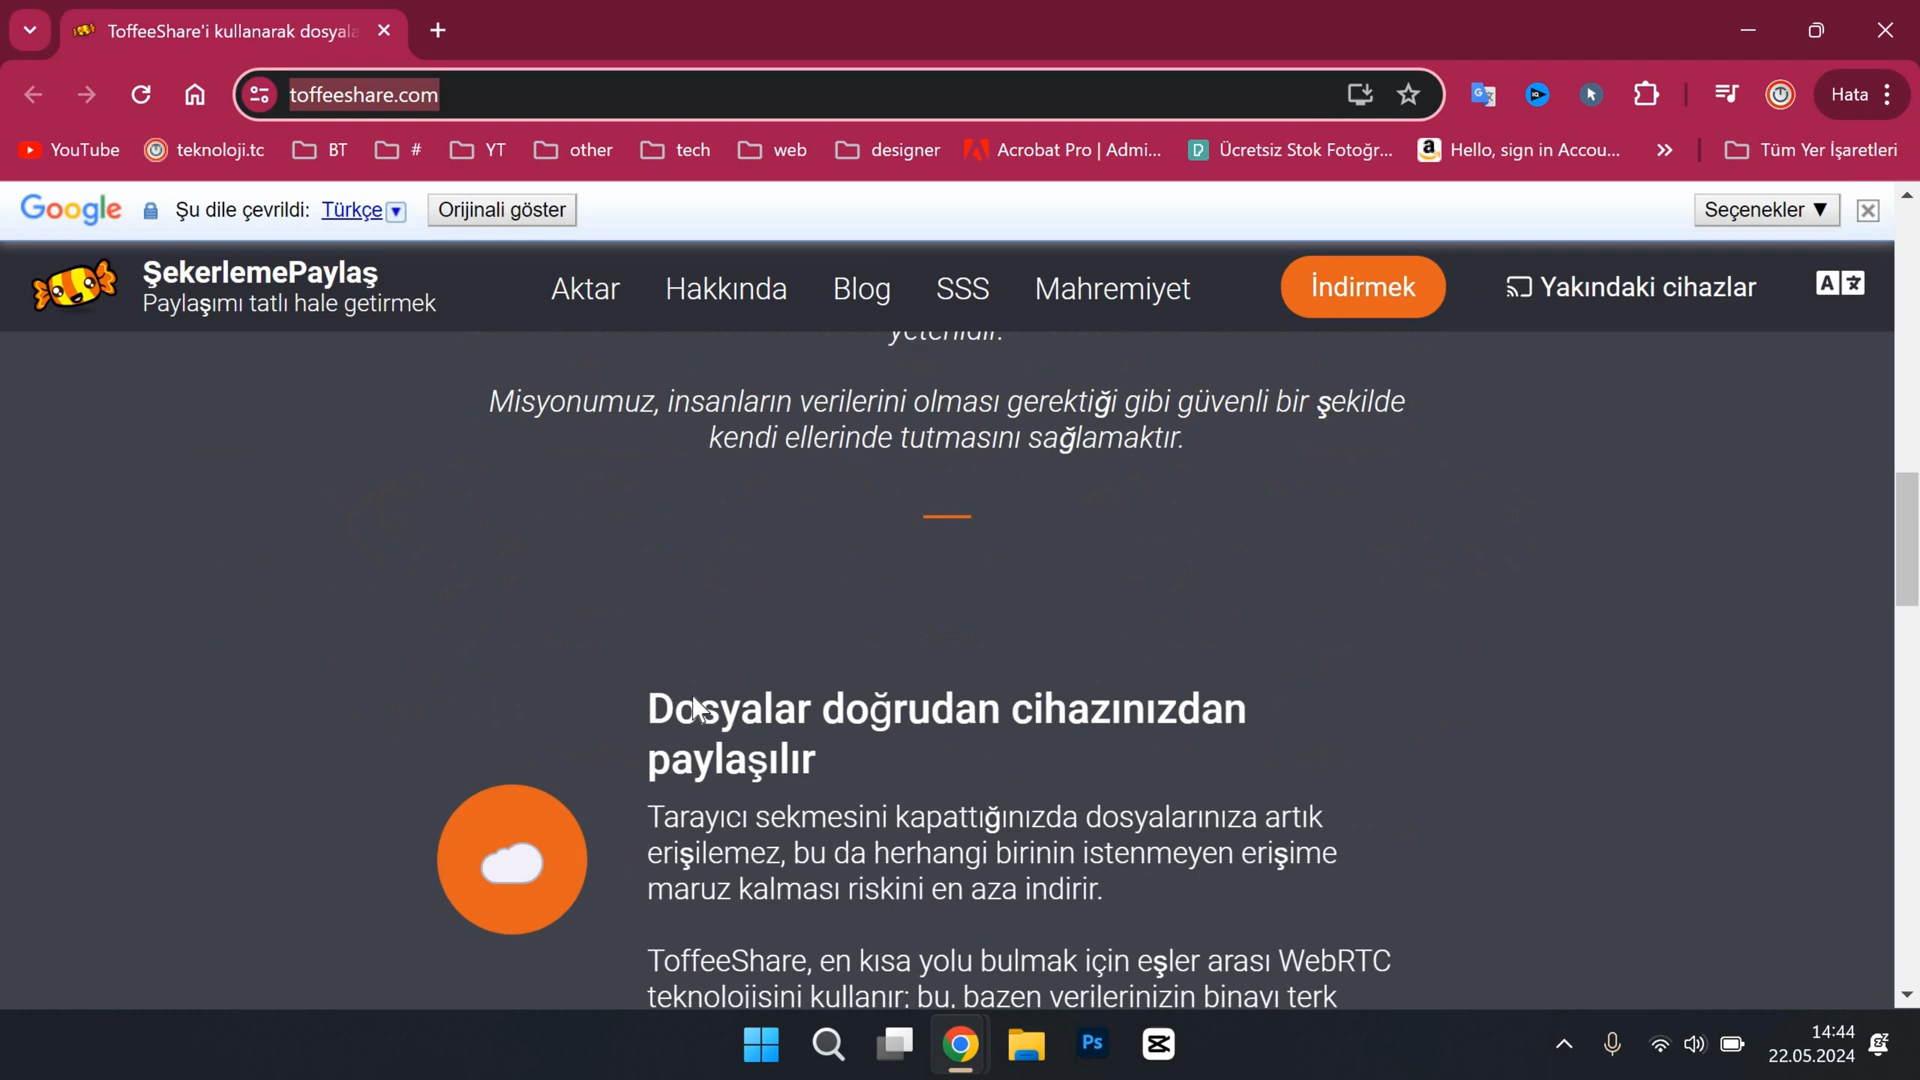 ToffeeShare'i kullanarak dosyala
toffeeshare.com
Hata
YouTube
teknoloji.tc
BT
#
YT
other
tech
web
designer
Acrobat Pro | Admi...
Ücretsiz Stok Fotoğr...
Hello, sign in Accou...
Tüm Yer İşaretleri
Google
Şu dile çevrildi: Türkçe
Orijinali göster
Seçenekler ▼
ŞekerlemePaylaş
Paylaşımı tatlı hale getirmek
Aktar
Hakkında
Blog
SSS
Mahremiyet
İndirmek
Yakındaki cihazlar
yeterlidir.
Misyonumuz, insanların verilerini olması gerektiği gibi güvenli bir şekilde
kendi ellerinde tutmasını sağlamaktır.
Dosyalar doğrudan cihazınızdan
paylaşılır
Tarayıcı sekmesini kapattığınızda dosyalarınıza artık
erişilemez, bu da herhangi birinin istenmeyen erişime
maruz kalması riskini en aza indirir.
ToffeeShare, en kısa yolu bulmak için eşler arası WebRTC
teknolojisini kullanır; bu, bazen verilerinizin binayı terk
Ps
14:44
22.05.2024